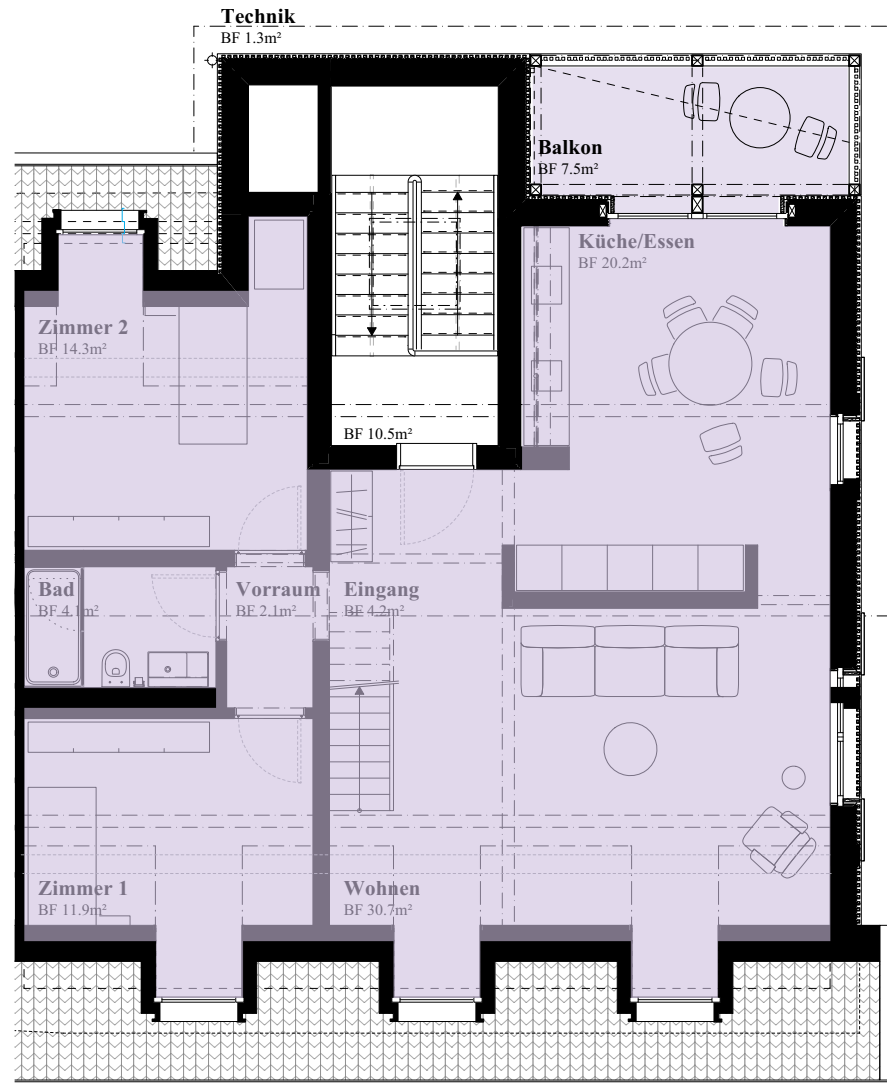 Technik
BF 1.3m²
Balkon
BF 7.5m²
Küche/Essen
BF 20.2m²
Zimmer 2
BF 14.3m²
BF 10.5m²
Bad
BF 4.1m²
Vorraum
BF 2.1m²
Eingang
BF 4.2m²
Zimmer 1
BF 11.9m²
Wohnen
BF 30.7m²